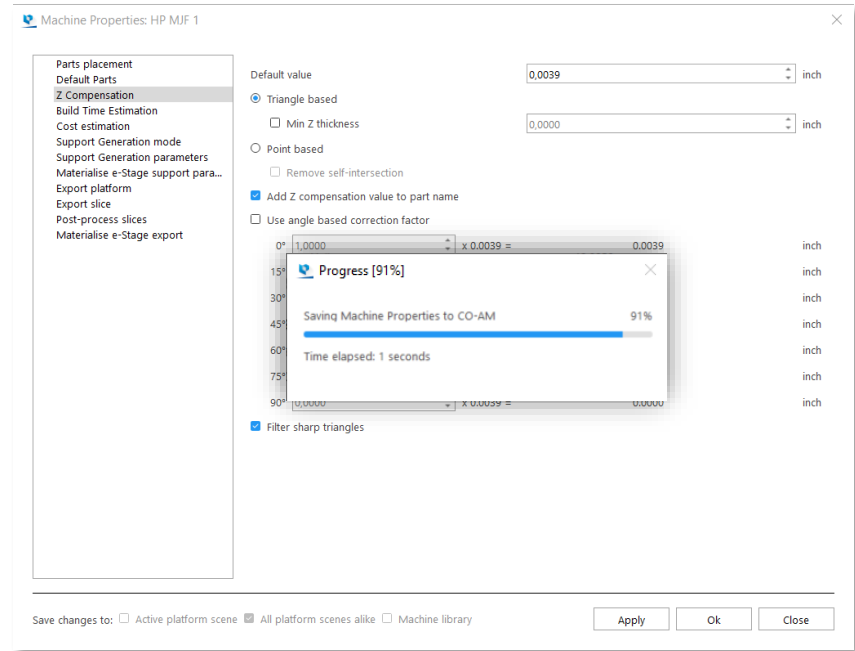 Machine Properties: HP MJF 1
Parts placement
Default Parts
Z Compensation
Build Time Estimation
Cost estimation
Support Generation mode
Support Generation parameters
Materialise e-Stage support para...
Export platform
Export slice
Post-process slices
Materialise e-Stage export
Default value 0,0039 inch
Triangle based
Min Z thickness 0,0000 inch
Point based
Remove self-intersection
Add Z compensation value to part name
Use angle based correction factor
0° 1,0000 x 0.0039 = 0.0039 inch
15° inch
30° inch
45° inch
60° inch
75° inch
90° 0,0000 x 0.0039 = 0.0000 inch
Progress [91%]
Saving Machine Properties to CO-AM 91%
Time elapsed: 1 seconds
Filter sharp triangles
Save changes to: Active platform scene All platform scenes alike Machine library
Apply Ok Close